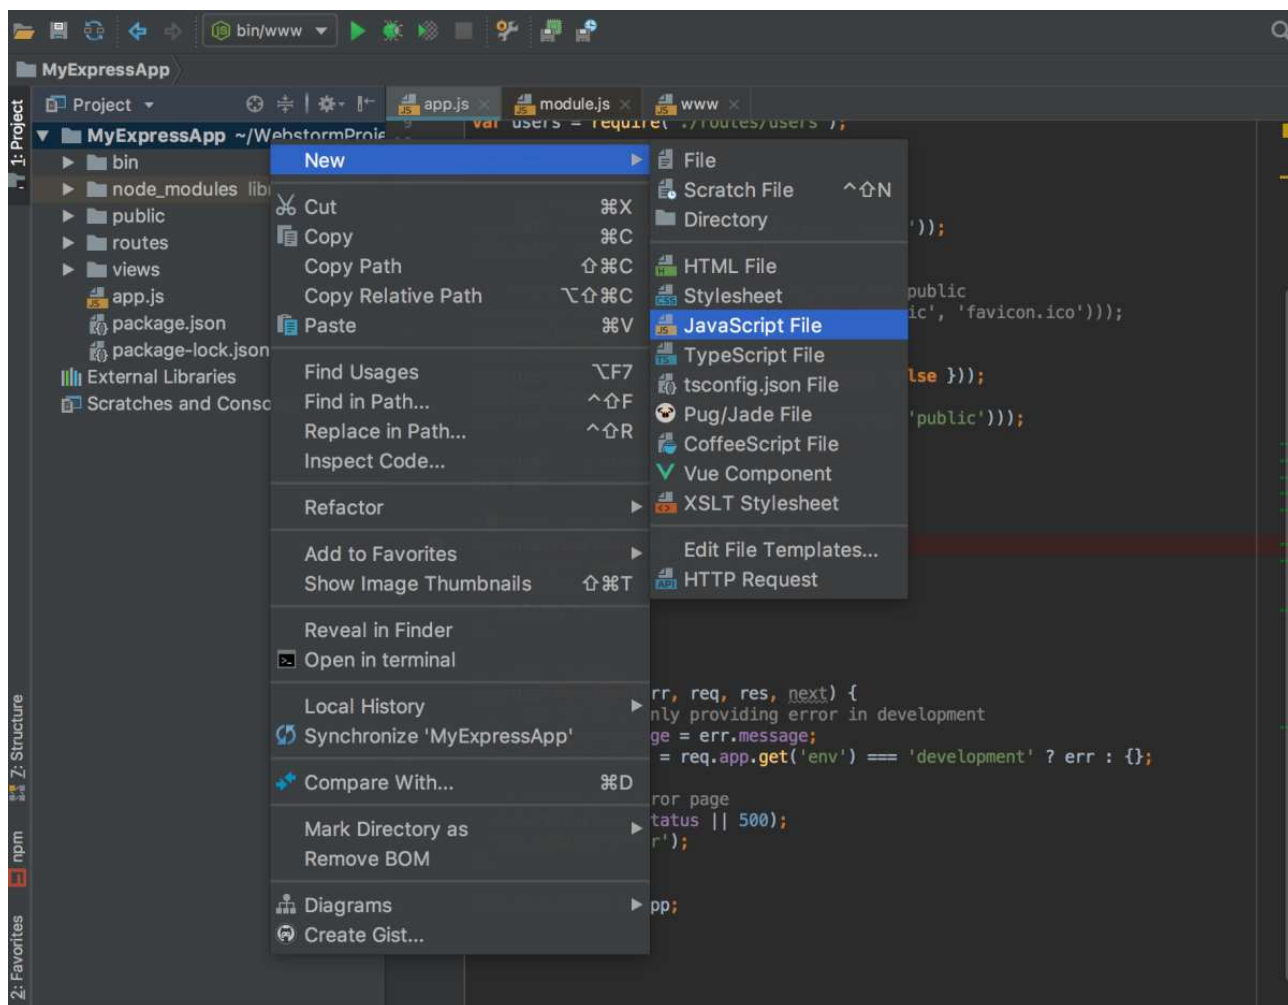 bin/www
MyExpressApp
1: Project
Project
app.js
module.js
www
MyExpressApp ~/WebstormProje
bin
node_modules lib
public
routes
views
app.js
package.json
package-lock.json
External Libraries
Scratches and Conso
7: Structure
npm
2: Favorites
New
Cut ⌘X
Copy ⌘C
Copy Path ⇧⌘C
Copy Relative Path ⌥⇧⌘C
Paste ⌘V
Find Usages ⌥F7
Find in Path... ^⇧F
Replace in Path... ^⇧R
Inspect Code...
Refactor
Add to Favorites
Show Image Thumbnails ⇧⌘T
Reveal in Finder
Open in terminal
Local History
Synchronize 'MyExpressApp'
Compare With... ⌘D
Mark Directory as
Remove BOM
Diagrams
Create Gist...
File
Scratch File ^⇧N
Directory
HTML File
Stylesheet
JavaScript File
TypeScript File
tsconfig.json File
Pug/Jade File
CoffeeScript File
Vue Component
XSLT Stylesheet
Edit File Templates...
HTTP Request
var users = require('./routes/users');
'));
public
ic', 'favicon.ico')));
lse }));
'public')));
rr, req, res, next) {
nly providing error in development
ge = err.message;
= req.app.get('env') === 'development' ? err : {};
ror page
tatus || 500);
r');
pp;